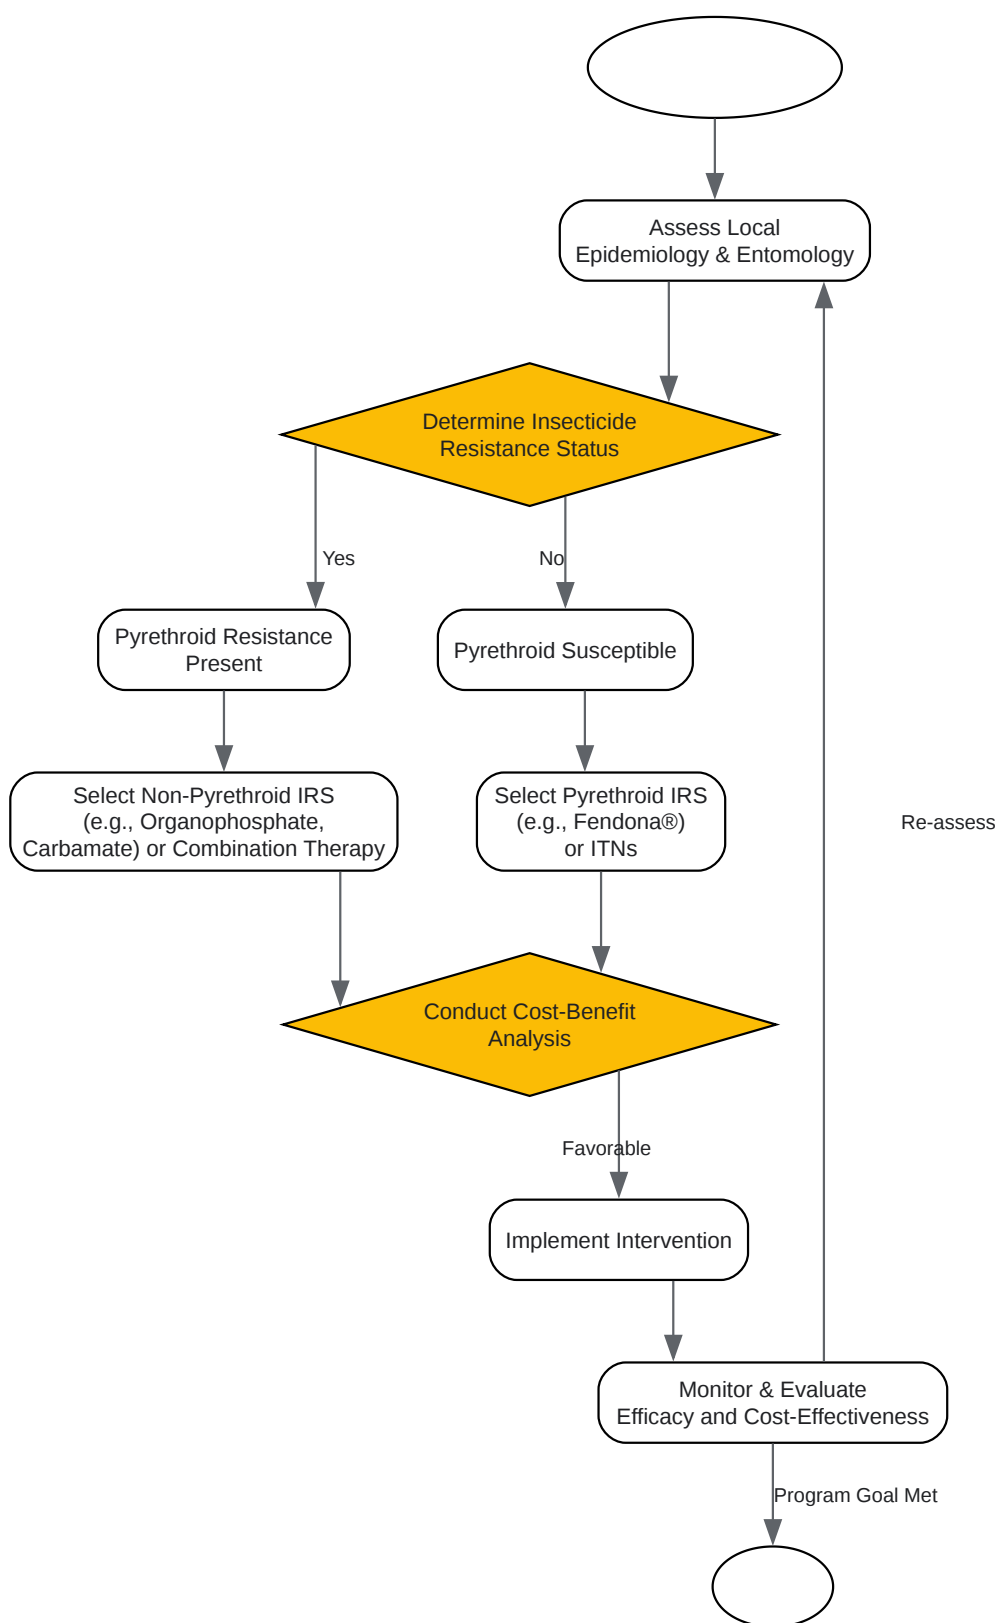 Assess Local
Epidemiology & Entomology
Determine Insecticide
Resistance Status
Yes
No
Pyrethroid Resistance
Present
Pyrethroid Susceptible
Select Non-Pyrethroid IRS
(e.g., Organophosphate,
Carbamate) or Combination Therapy
Select Pyrethroid IRS
(e.g., Fendona®)
or ITNs
Re-assess
Conduct Cost-Benefit
Analysis
Favorable
Implement Intervention
Monitor & Evaluate
Efficacy and Cost-Effectiveness
Program Goal Met